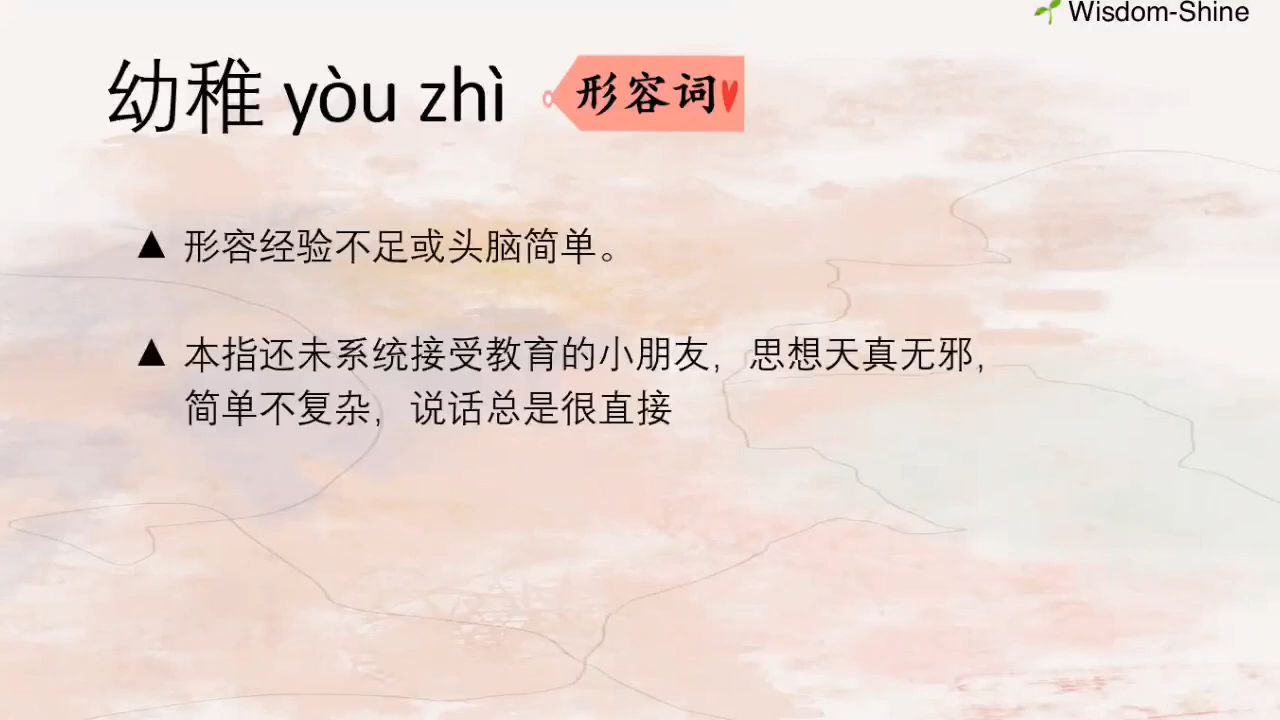 Wisdom-Shine
幼稚 yòu zhì 形容词
▲ 形容经验不足或头脑简单。
▲ 本指还未系统接受教育的小朋友，思想天真无邪，
简单不复杂，说话总是很直接